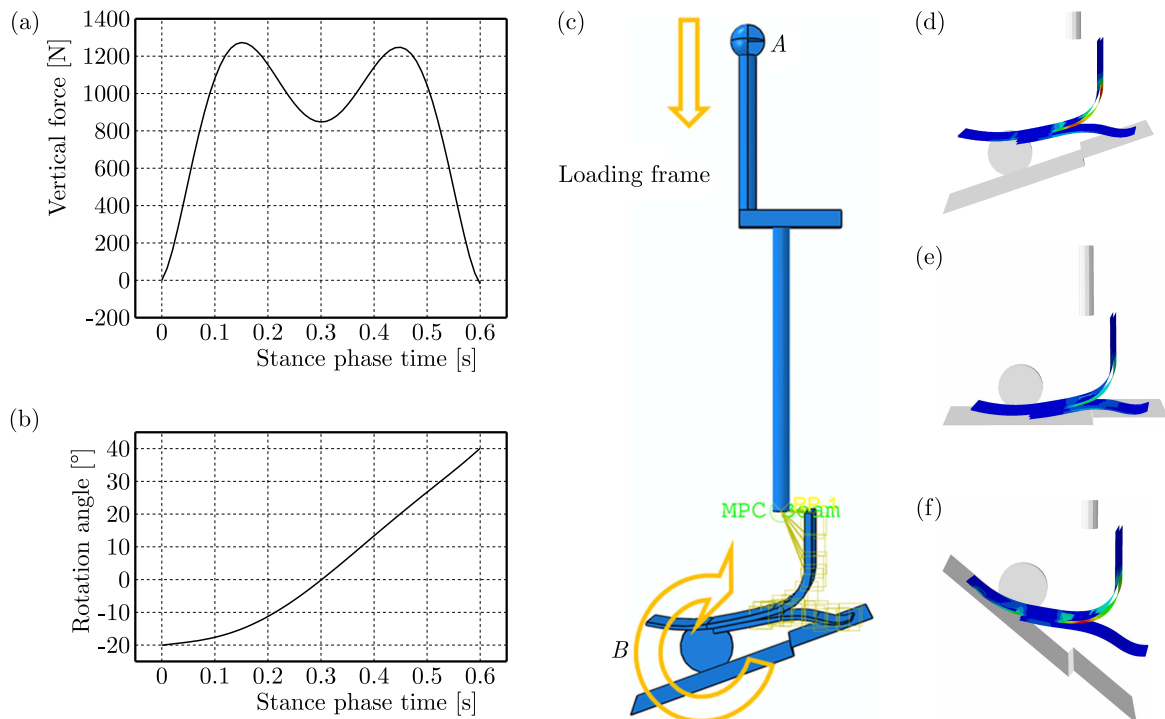 (a)
Vertical force [N]
1400
1200
1000
800
600
400
200
0
-200
0 0.1 0.2 0.3 0.4 0.5 0.6
Stance phase time [s]
(b)
Rotation angle [°]
40
30
20
10
0
-10
-20
0 0.1 0.2 0.3 0.4 0.5 0.6
Stance phase time [s]
(c)
A
Loading frame
MPC Beam
B
(d)
(e)
(f)